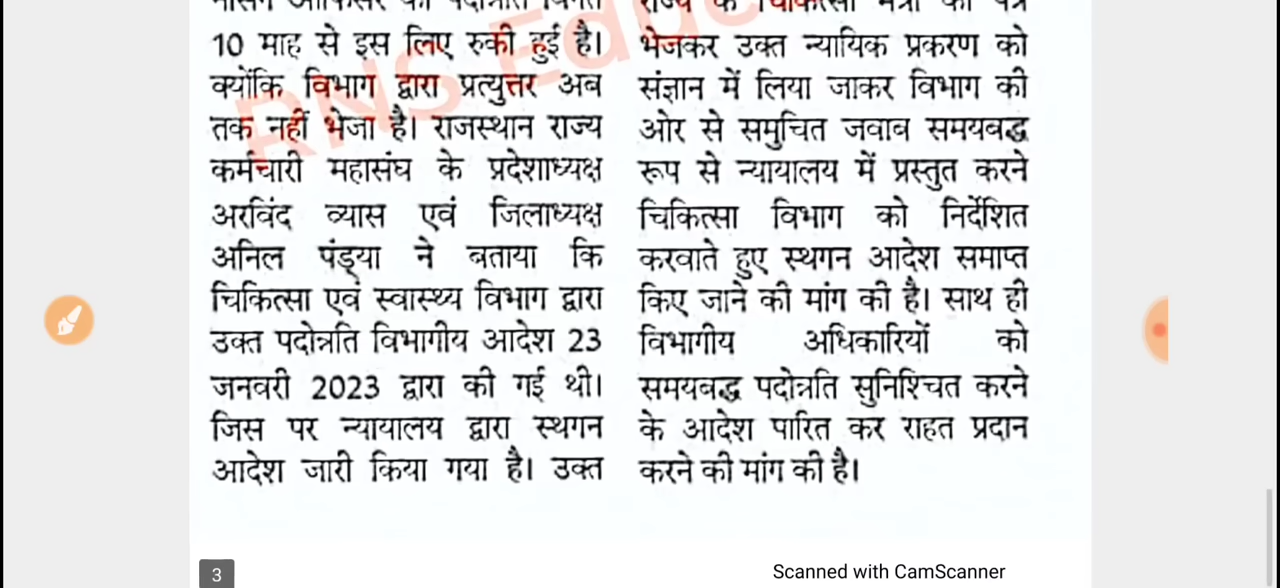 10 माह से इस लिए रुकी हुई है।
क्योंकि विभाग द्वारा प्रत्युत्तर अब
तक नहीं भेजा है। राजस्थान राज्य
कर्मचारी महासंघ के प्रदेशाध्यक्ष
अरविंद व्यास एवं जिलाध्यक्ष
अनिल पंड्या ने बताया कि
चिकित्सा एवं स्वास्थ्य विभाग द्वारा
उक्त पदोन्नति विभागीय आदेश 23
जनवरी 2023 द्वारा की गई थी।
जिस पर न्यायालय द्वारा स्थगन
आदेश जारी किया गया है। उक्त
भेजकर उक्त न्यायिक प्रकरण को
संज्ञान में लिया जाकर विभाग की
ओर से समुचित जवाब समयबद्ध
रूप से न्यायालय में प्रस्तुत करने
चिकित्सा विभाग को निर्देशित
करवाते हुए स्थगन आदेश समाप्त
किए जाने की मांग की है। साथ ही
विभागीय अधिकारियों को
समयबद्ध पदोन्नति सुनिश्चित करने
के आदेश पारित कर राहत प्रदान
करने की मांग की है।
RNS Educ
3
Scanned with CamScanner